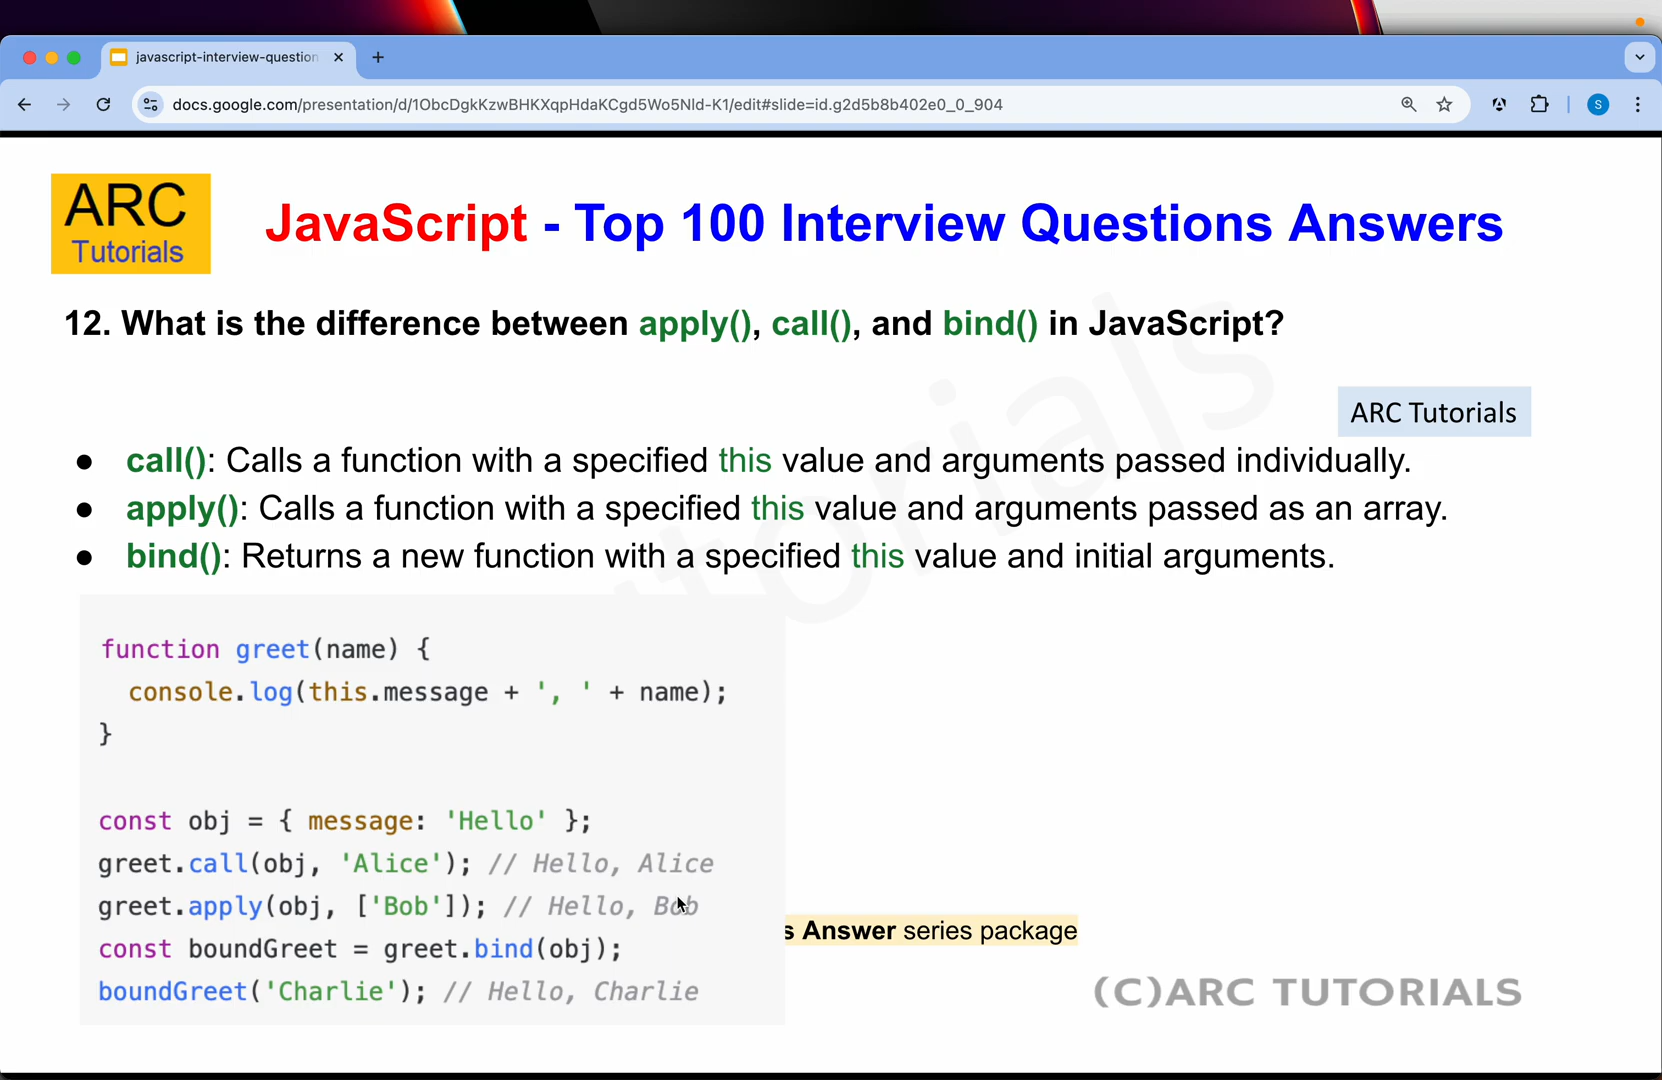 javascript-interview-question
docs.google.com/presentation/d/1ObcDgkKzwBHKXqpHdaKCgd5Wo5Nld-K1/edit#slide=id.g2d5b8b402e0_0_904
S
ARC
Tutorials
JavaScript - Top 100 Interview Questions Answers
12. What is the difference between apply(), call(), and bind() in JavaScript?
ARC Tutorials
● call(): Calls a function with a specified this value and arguments passed individually.
● apply(): Calls a function with a specified this value and arguments passed as an array.
● bind(): Returns a new function with a specified this value and initial arguments.
torials
function greet(name) {
  console.log(this.message + ', ' + name);
}
const obj = { message: 'Hello' };
greet.call(obj, 'Alice'); // Hello, Alice
greet.apply(obj, ['Bob']); // Hello, Bob
const boundGreet = greet.bind(obj);
boundGreet('Charlie'); // Hello, Charlie
s Answer series package
(C)ARC TUTORIALS